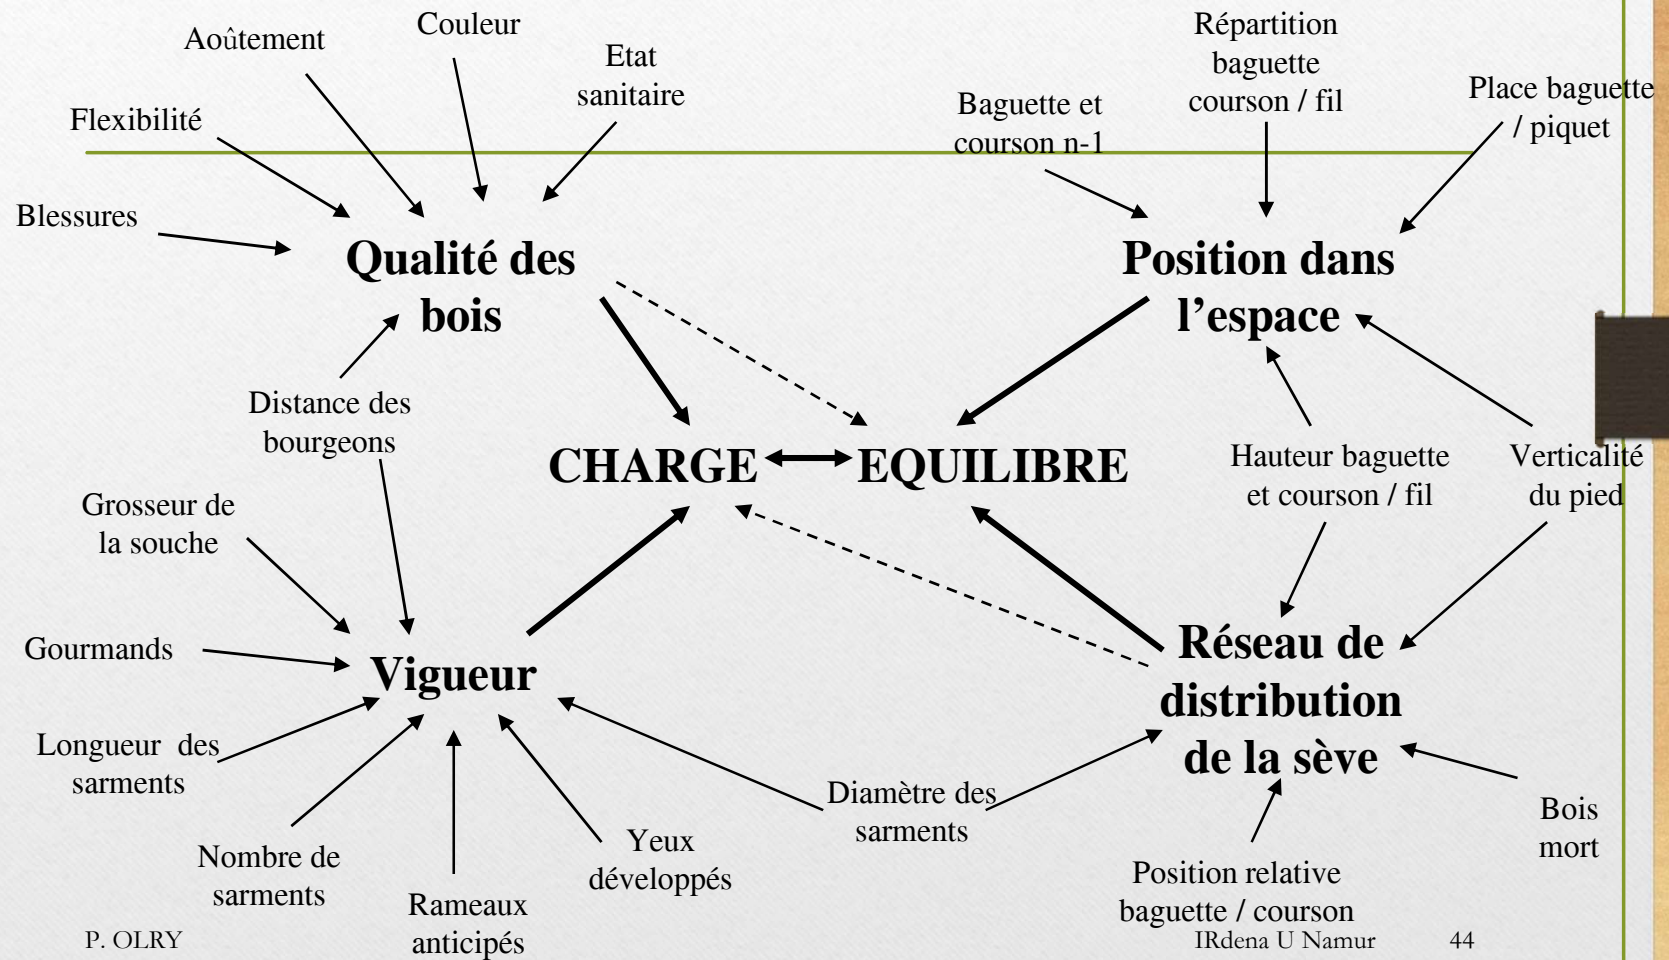 Aoûtement
Couleur
Etat
sanitaire
Répartition
baguette
courson / fil
Baguette et
courson n-1
Place baguette
/ piquet
Flexibilité
Blessures
Qualité des
bois
Position dans
l’espace
Distance des
bourgeons
CHARGE
EQUILIBRE
Hauteur baguette
et courson / fil
Verticalité
du pied
Grosseur de
la souche
Gourmands
Vigueur
Réseau de
distribution
de la sève
Longueur des
sarments
Nombre de
sarments
Rameaux
anticipés
Yeux
développés
Diamètre des
sarments
Position relative
baguette / courson
Bois
mort
P. OLRY
IRdena U Namur
44